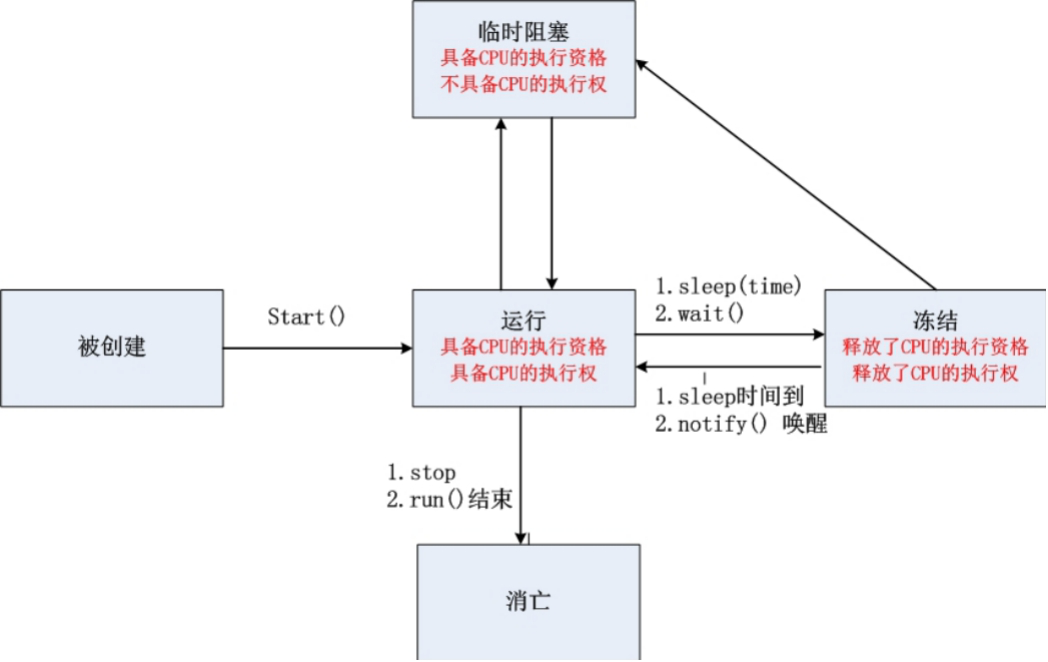 临时阻塞
具备CPU的执行资格
不具备CPU的执行权
被创建
Start()
运行
具备CPU的执行资格
具备CPU的执行权
1.sleep(time)
2.wait()
冻结
释放了CPU的执行资格
释放了CPU的执行权
1.sleep时间到
2.notify() 唤醒
1.stop
2.run()结束
消亡